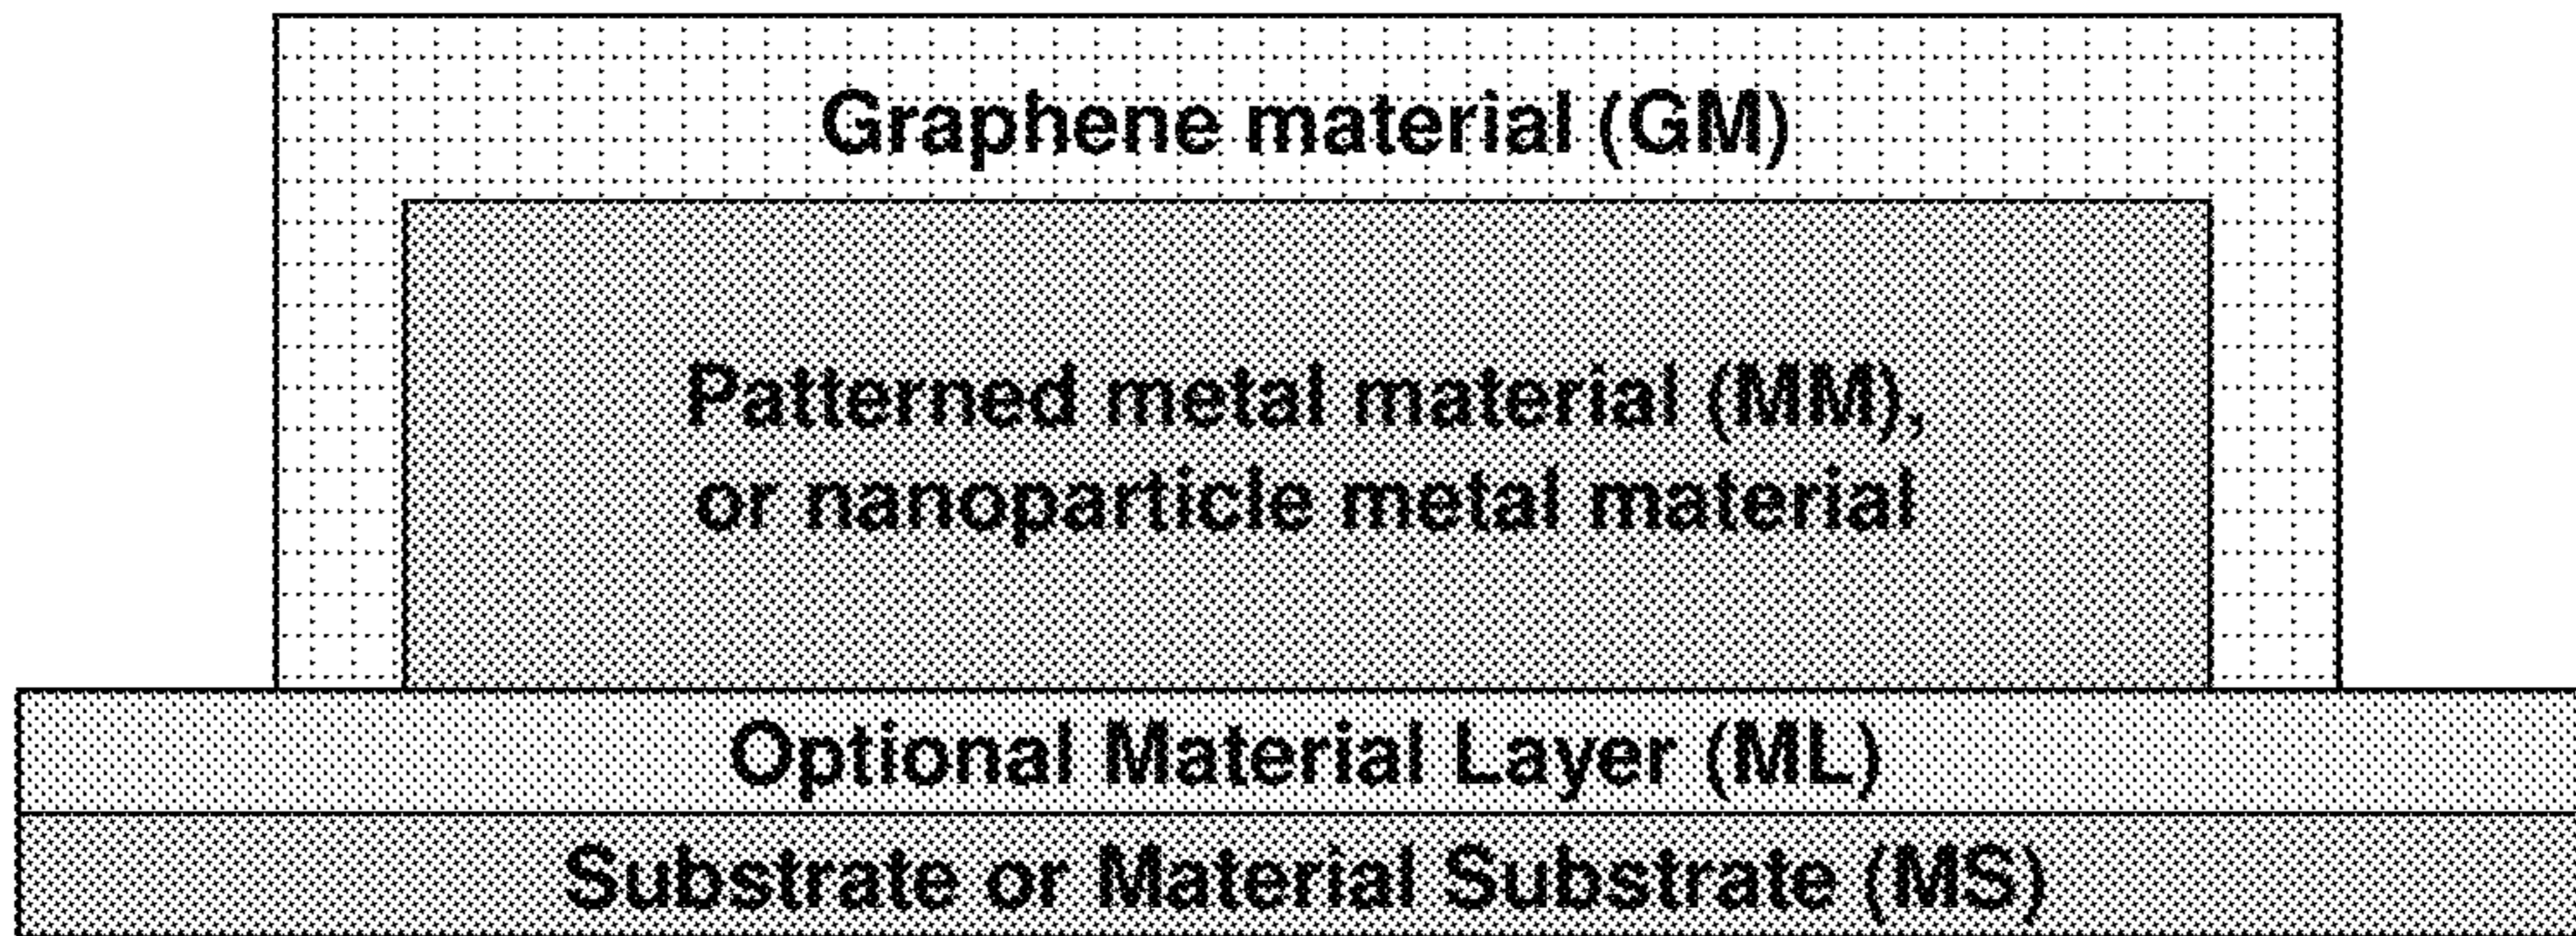 Graphene material (GM)
Patterned metal material (MM),
or nanoparticle metal material
Optional Material Layer (ML)
Substrate or Material Substrate (MS)